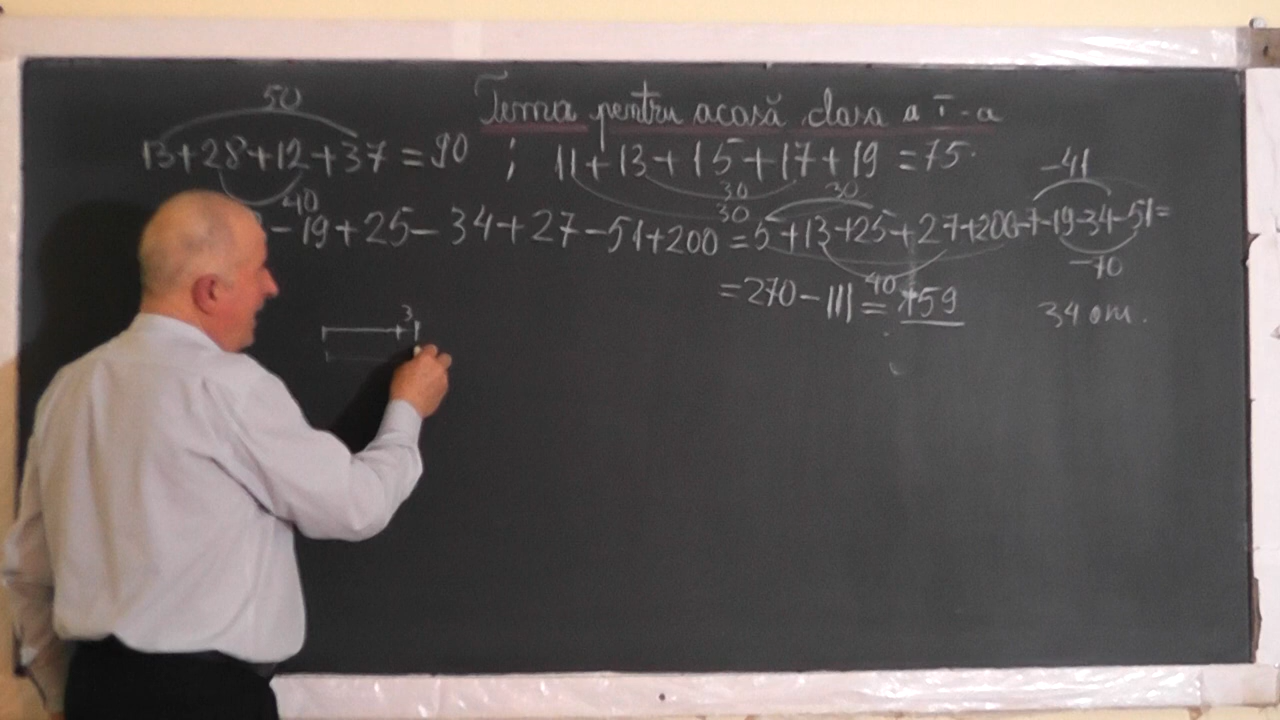 Tema pentru acasă clasa a I-a
50
13+28+12+37=90 ; 11+13+15+17+19=75.
40 30 30 30 -41
-19+25-34+27-51+200=5+13+25+27+200-7-19-34-51=
40 -70
=270-111=159
34 om.
3